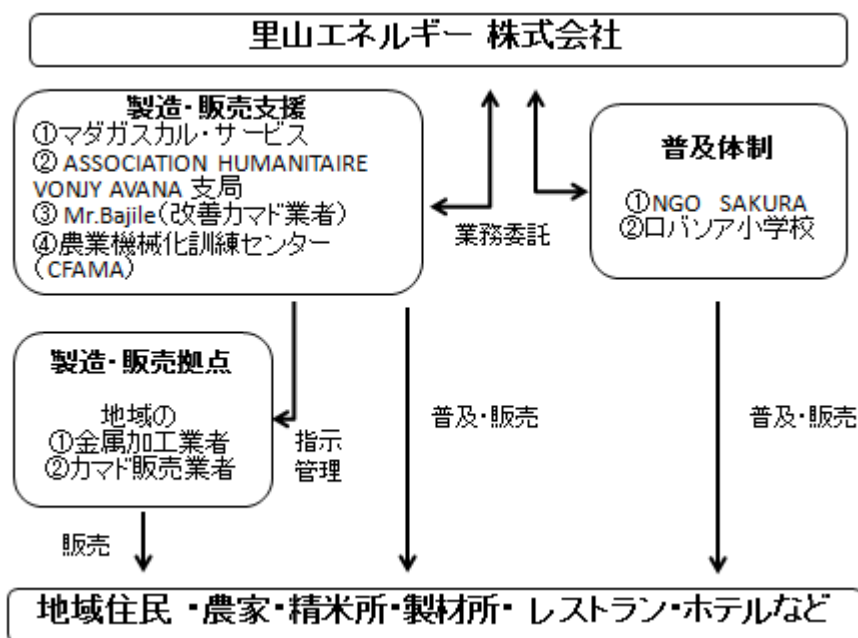 里山エネルギー 株式会社
製造・販売支援
①マダガスカル・サービス
② ASSOCIATION HUMANITAIRE
VONJY AVANA 支局
③ Mr.Bajile(改善カマド業者)
④農業機械化訓練センター
(CFAMA)
業務委託
普及体制
①NGO SAKURA
②ロバソア小学校
製造・販売拠点
地域の
①金属加工業者
②カマド販売業者
指示
管理
普及・販売
普及・販売
販売
地域住民 ・農家・精米所・製材所・ レストラン・ホテルなど